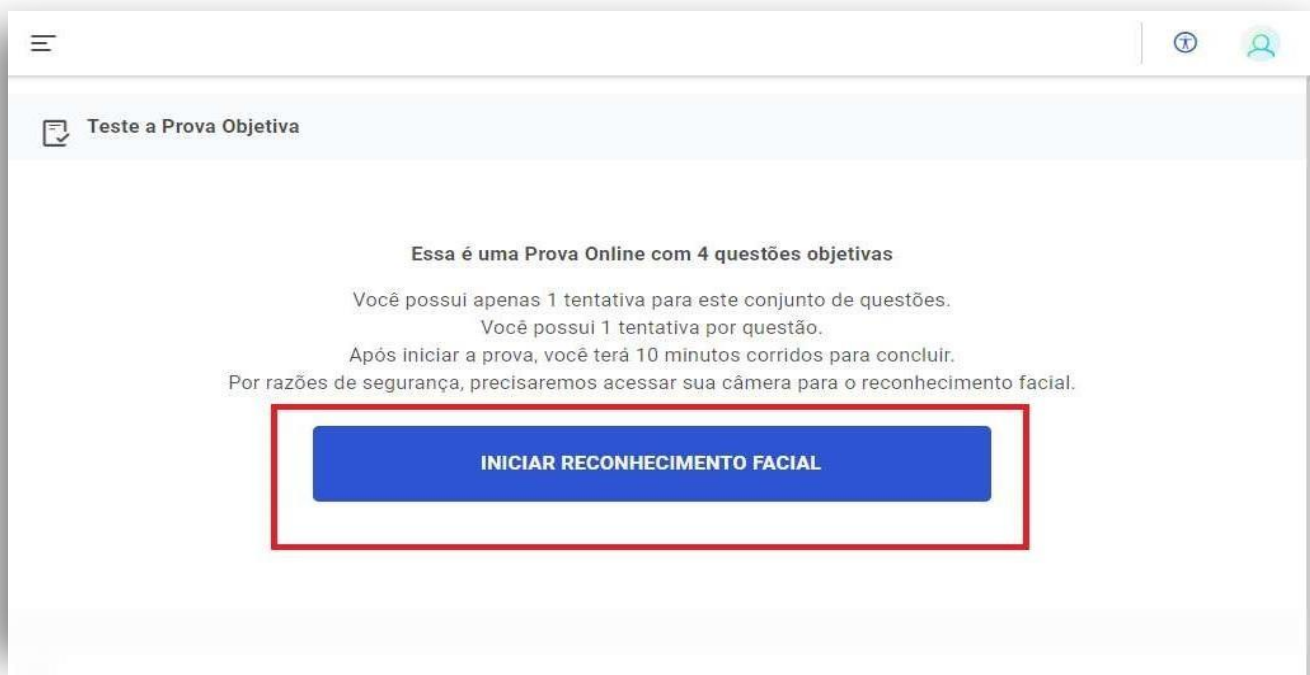 Teste a Prova Objetiva
Essa é uma Prova Online com 4 questões objetivas
Você possui apenas 1 tentativa para este conjunto de questões.
Você possui 1 tentativa por questão.
Após iniciar a prova, você terá 10 minutos corridos para concluir.
Por razões de segurança, precisaremos acessar sua câmera para o reconhecimento facial.
INICIAR RECONHECIMENTO FACIAL